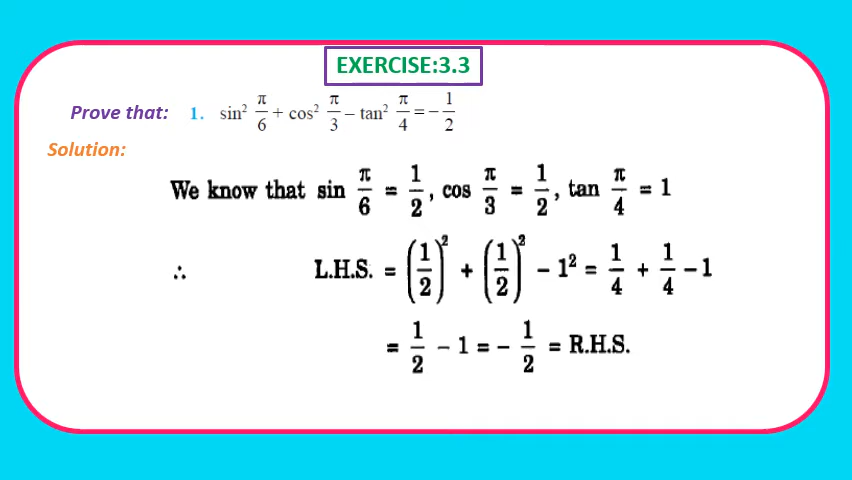 EXERCISE:3.3
Prove that: 1. sin² π/6 + cos² π/3 – tan² π/4 = – 1/2
Solution:
We know that sin π/6 = 1/2, cos π/3 = 1/2, tan π/4 = 1
∴ L.H.S. = (1/2)² + (1/2)² – 1² = 1/4 + 1/4 – 1
= 1/2 – 1 = – 1/2 = R.H.S.